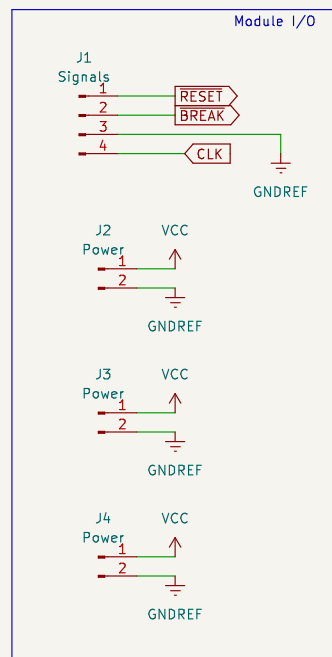 Module I/O
J1
Signals
1
RESET
2
BREAK
3
4
CLK
GNDREF
J2
VCC
Power
1
2
GNDREF
J3
VCC
Power
1
2
GNDREF
J4
VCC
Power
1
2
GNDREF